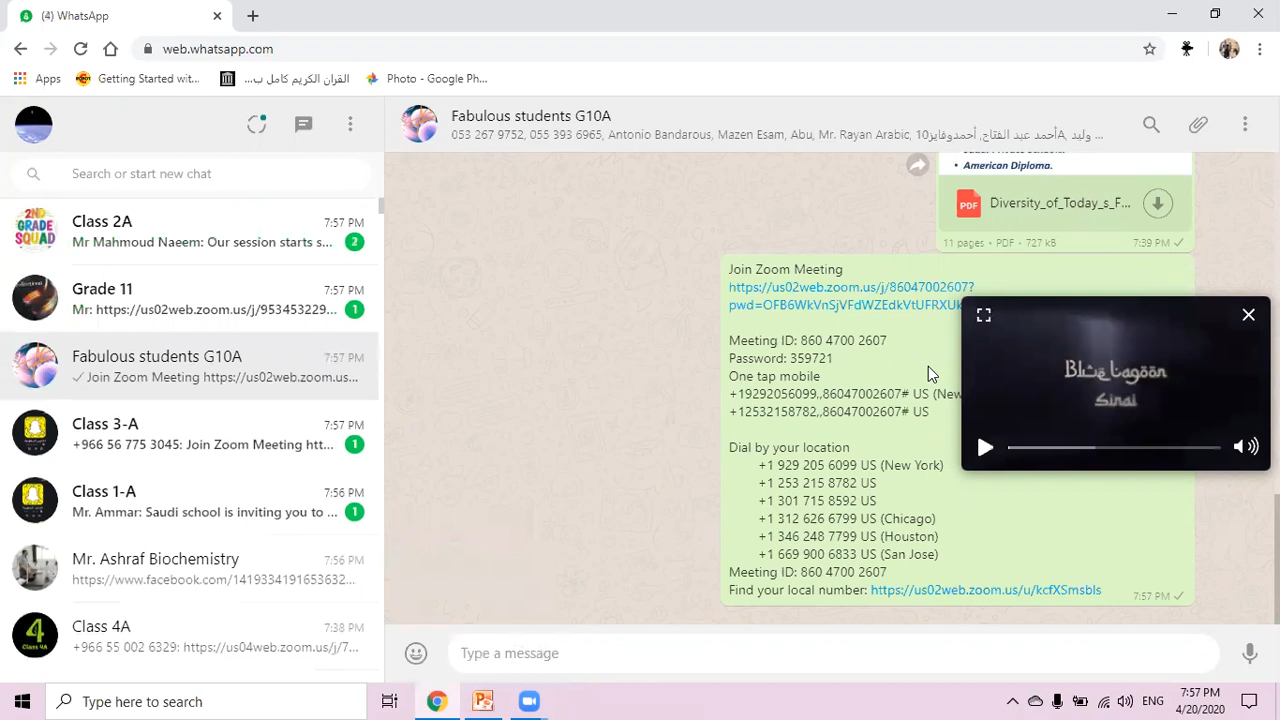 (4) WhatsApp
web.whatsapp.com
Apps
Getting Started wit...
القرآن الكريم كامل ب...
Photo - Google Ph...
Fabulous students G10A
053 267 9752, 055 393 6965, Antonio Bandarous, Mazen Esam, Abu, Mr. Rayan Arabic,
Search or start new chat
Class 2A
7:57 PM
Mr Mahmoud Naeem: Our session starts s...
2
Grade 11
7:57 PM
Mr: https://us02web.zoom.us/j/953453229...
1
Fabulous students G10A
7:57 PM
Join Zoom Meeting https://us02web.zoom.us...
Class 3-A
7:57 PM
+966 56 775 3045: Join Zoom Meeting htt...
1
Class 1-A
7:56 PM
Mr. Ammar: Saudi school is inviting you to ...
1
Mr. Ashraf Biochemistry
7:56 PM
https://www.facebook.com/1419334191653632...
4
Class 4A
Class 4A
7:38 PM
+966 55 002 6329: https://us04web.zoom.us/j/7...
• American Diploma.
PDF
Diversity_of_Today_s_F...
11 pages • PDF • 727 kB
7:39 PM
Join Zoom Meeting
https://us02web.zoom.us/j/86047002607?
Meeting ID: 860 4700 2607
Password: 359721
One tap mobile
+19292056099,,86047002607# US (New
+12532158782,,86047002607# US
Dial by your location
+1 929 205 6099 US (New York)
+1 253 215 8782 US
+1 301 715 8592 US
+1 312 626 6799 US (Chicago)
+1 346 248 7799 US (Houston)
+1 669 900 6833 US (San Jose)
Meeting ID: 860 4700 2607
Find your local number: https://us02web.zoom.us/u/kcfXSmsbls
7:57 PM
Blue Lagoon
Sinai
Type a message
Type here to search
7:57 PM
4/20/2020